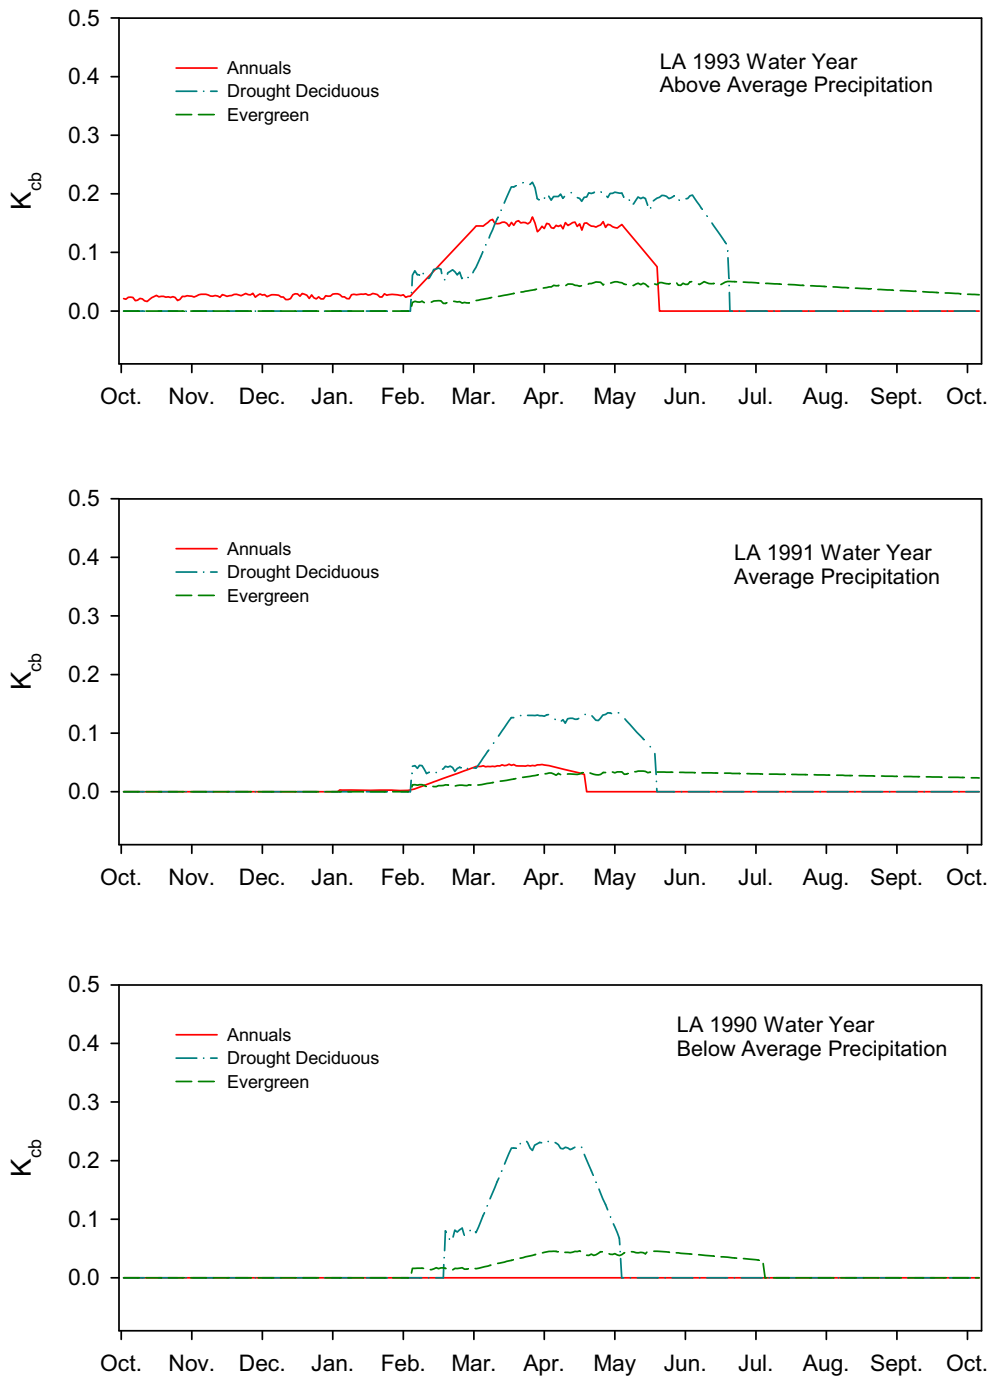 0.5
0.4
0.3
0.2
0.1
0.0
Kcb
Annuals
Drought Deciduous
Evergreen
LA 1993 Water Year
Above Average Precipitation
Oct. Nov. Dec. Jan. Feb. Mar. Apr. May Jun. Jul. Aug. Sept. Oct.
0.5
0.4
0.3
0.2
0.1
0.0
Kcb
Annuals
Drought Deciduous
Evergreen
LA 1991 Water Year
Average Precipitation
Oct. Nov. Dec. Jan. Feb. Mar. Apr. May Jun. Jul. Aug. Sept. Oct.
0.5
0.4
0.3
0.2
0.1
0.0
Kcb
Annuals
Drought Deciduous
Evergreen
LA 1990 Water Year
Below Average Precipitation
Oct. Nov. Dec. Jan. Feb. Mar. Apr. May Jun. Jul. Aug. Sept. Oct.